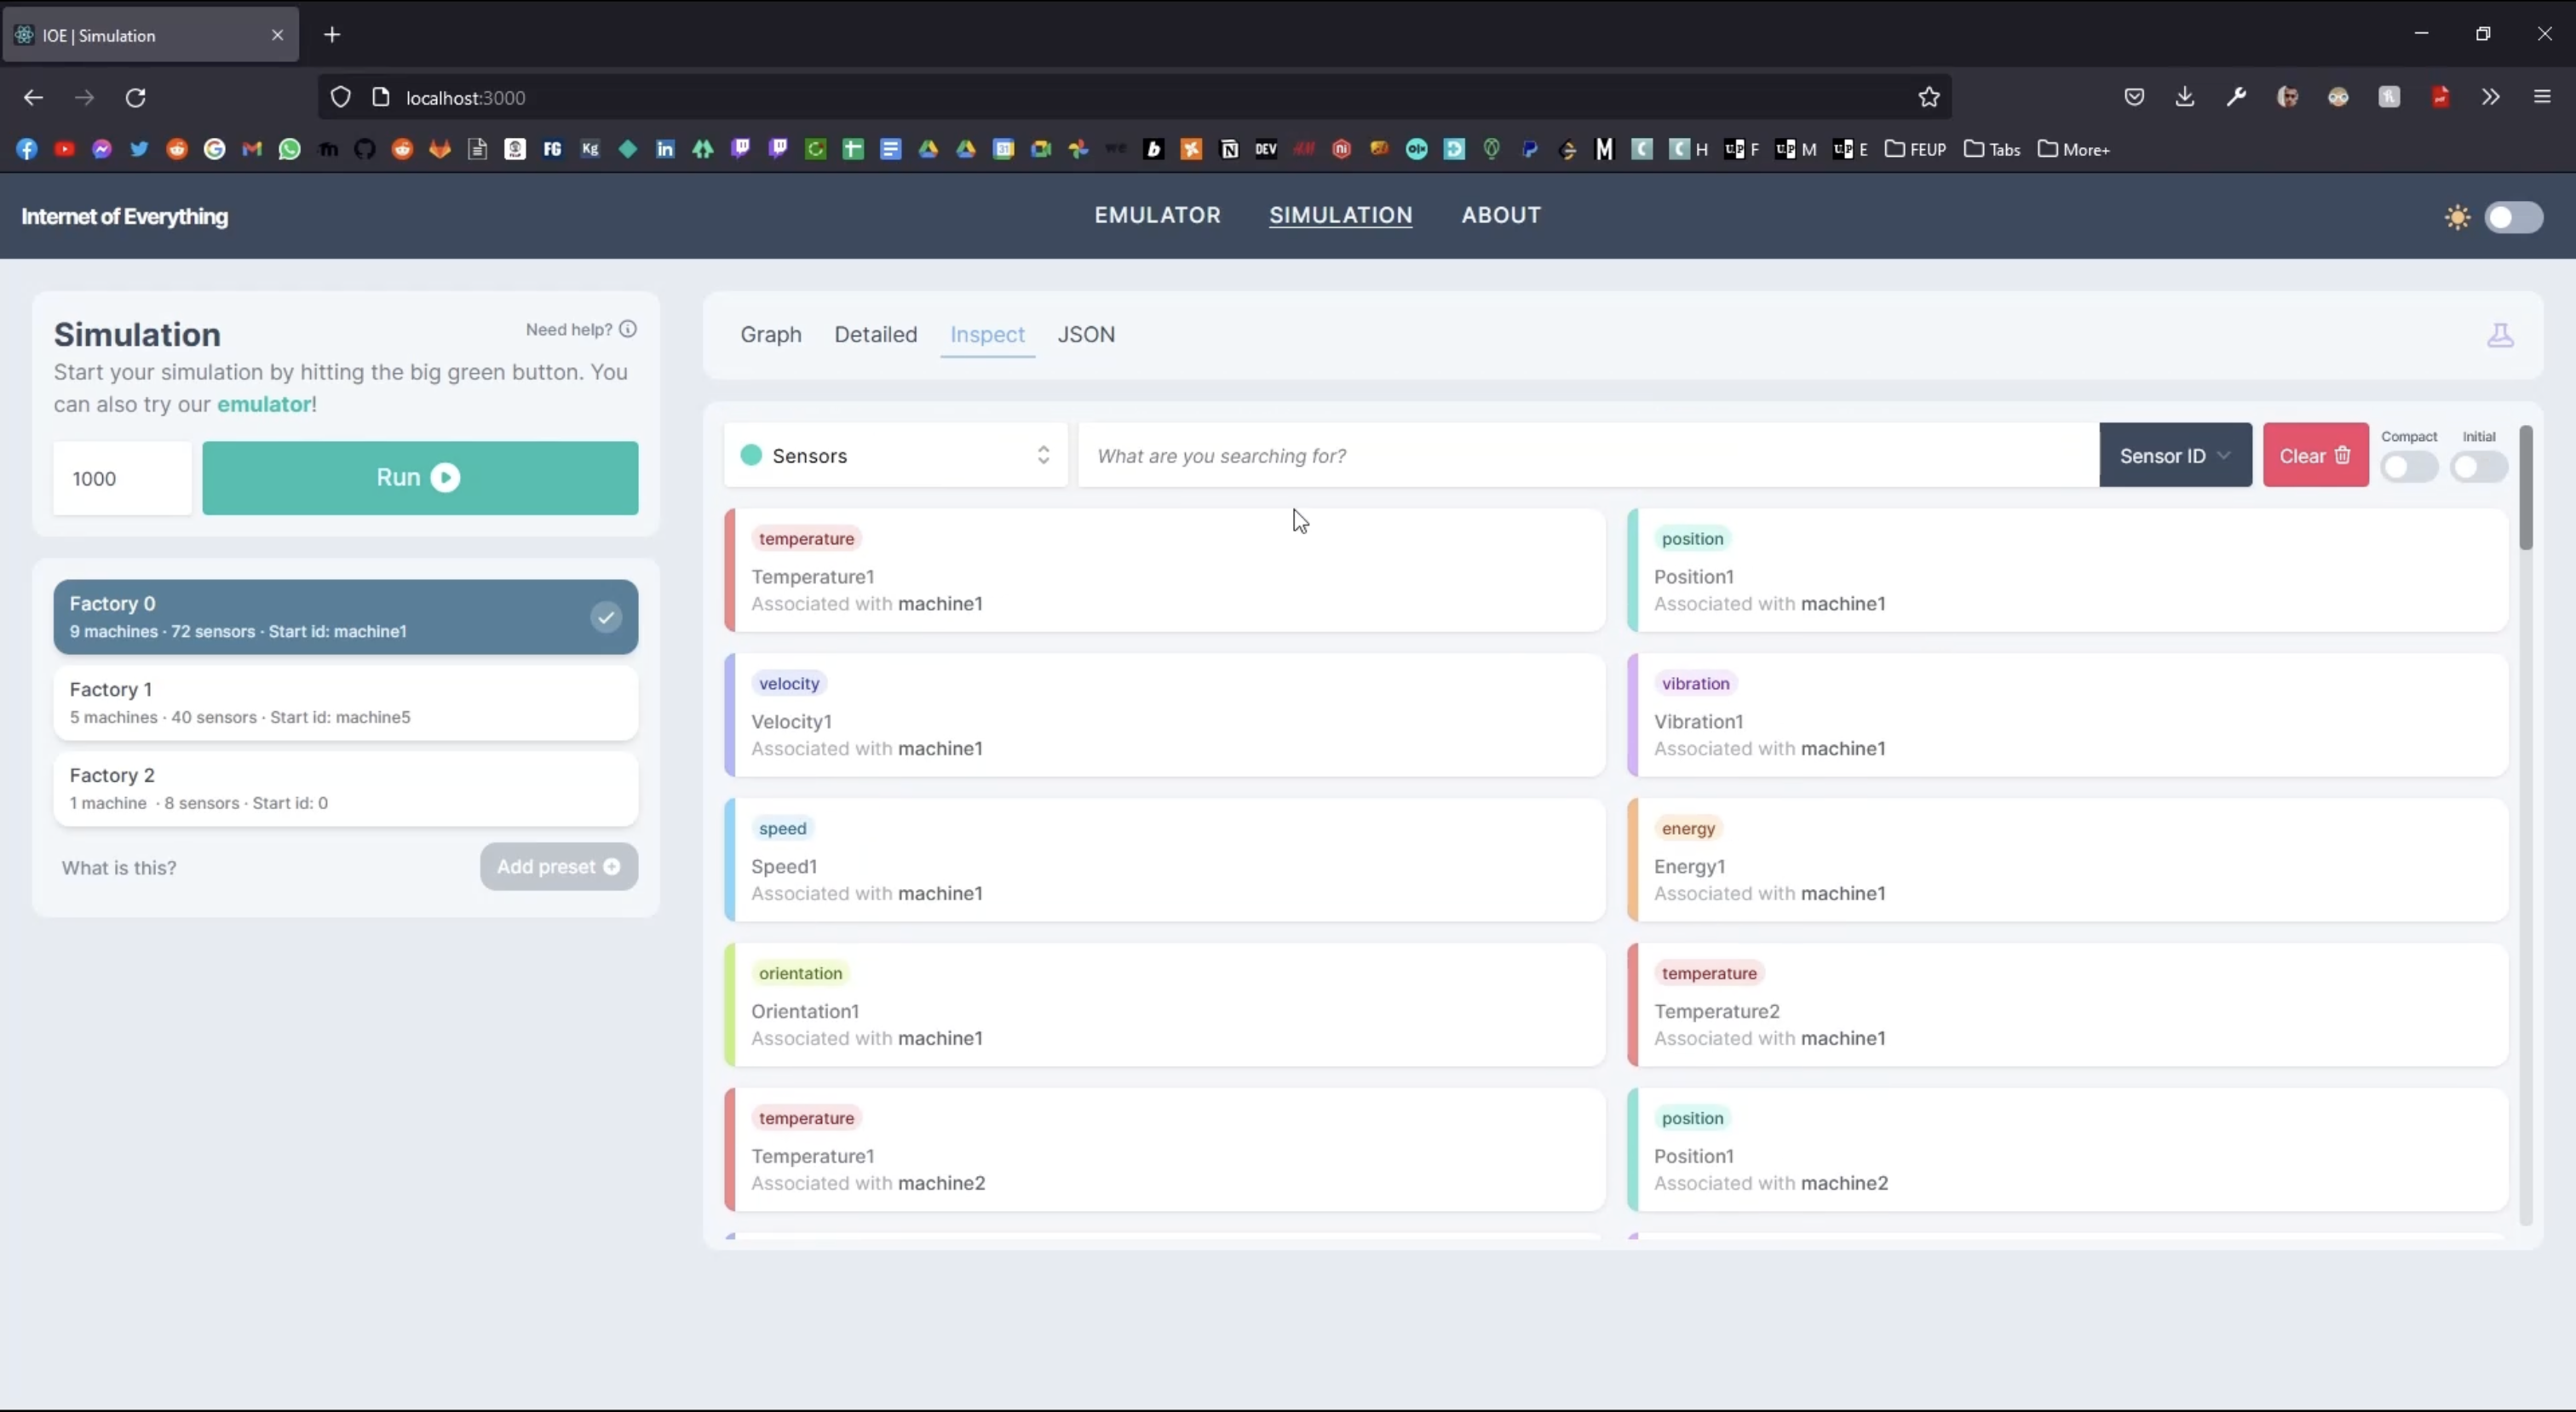 IOE | Simulation
localhost:3000
FG
Kg
in
DEV
M
H
F
M
E
FEUP
Tabs
More+
Internet of Everything
EMULATOR
SIMULATION
ABOUT
Simulation
Need help?
Start your simulation by hitting the big green button. You
can also try our emulator!
1000
Run
Factory 0
9 machines · 72 sensors · Start id: machine1
Factory 1
5 machines · 40 sensors · Start id: machine5
Factory 2
1 machine · 8 sensors · Start id: 0
What is this?
Add preset
Graph
Detailed
Inspect
JSON
Sensors
What are you searching for?
Sensor ID
Clear
Compact
Initial
temperature
Temperature1
Associated with machine1
position
Position1
Associated with machine1
velocity
Velocity1
Associated with machine1
vibration
Vibration1
Associated with machine1
speed
Speed1
Associated with machine1
energy
Energy1
Associated with machine1
orientation
Orientation1
Associated with machine1
temperature
Temperature2
Associated with machine1
temperature
Temperature1
Associated with machine2
position
Position1
Associated with machine2